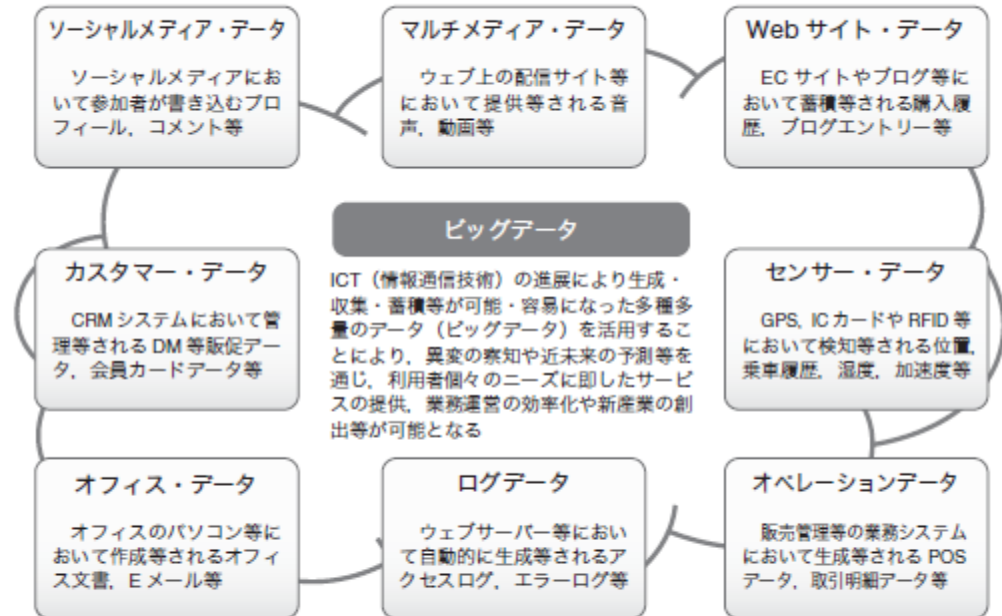 ソーシャルメディア・データ
ソーシャルメディアにお
いて参加者が書き込むプロ
フィール，コメント等
マルチメディア・データ
ウェブ上の配信サイト等
において提供等される音
声，動画等
Web サイト・データ
EC サイトやブログ等に
おいて蓄積等される購入履
歴，ブログエントリー等
カスタマー・データ
CRM システムにおいて管
理等される DM 等販促デー
タ，会員カードデータ等
ビッグデータ
ICT（情報通信技術）の進展により生成・
収集・蓄積等が可能・容易になった多種多
量のデータ（ビッグデータ）を活用するこ
とにより，異変の察知や近未来の予測等を
通じ，利用者個々のニーズに即したサービ
スの提供，業務運営の効率化や新産業の創
出等が可能となる
センサー・データ
GPS, IC カードや RFID 等
において検知等される位置，
乗車履歴，湿度，加速度等
オフィス・データ
オフィスのパソコン等に
おいて作成等されるオフィ
ス文書，E メール等
ログデータ
ウェブサーバー等におい
て自動的に生成等されるア
クセスログ，エラーログ等
オペレーションデータ
販売管理等の業務システム
において生成等される POS
データ，取引明細データ等